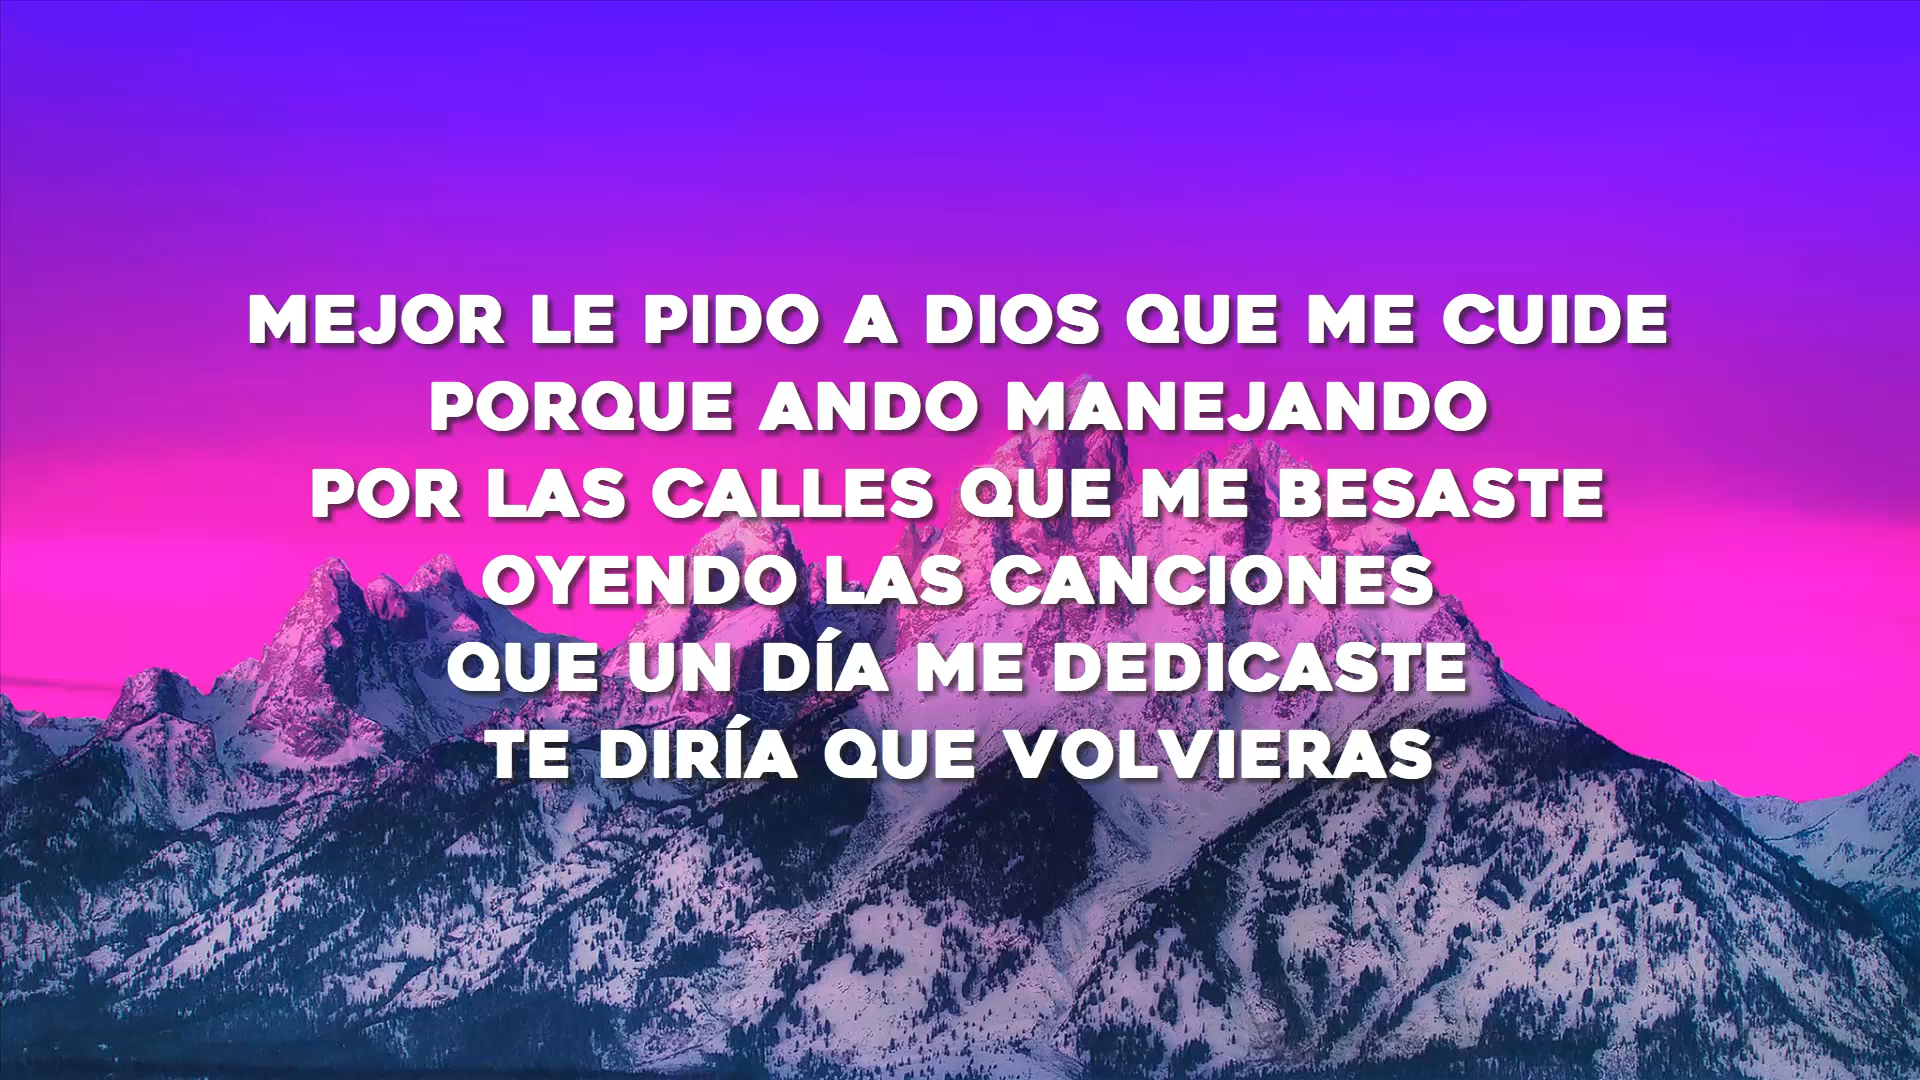 MEJOR LE PIDO A DIOS QUE ME CUIDE
PORQUE ANDO MANEJANDO
POR LAS CALLES QUE ME BESASTE
OYENDO LAS CANCIONES
QUE UN DÍA ME DEDICASTE
TE DIRÍA QUE VOLVIERAS